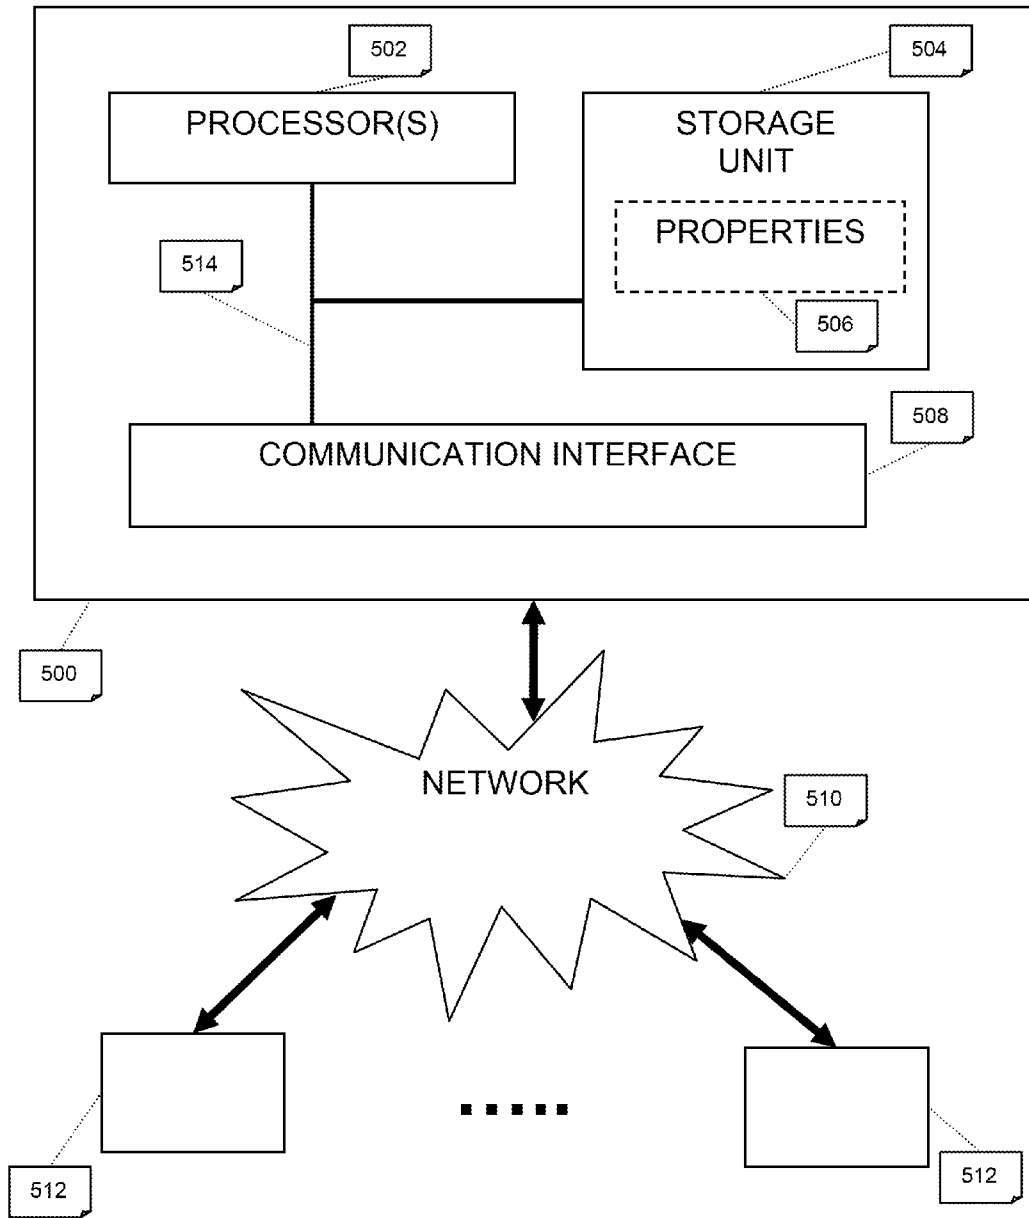 502
504
PROCESSOR(S)
STORAGE
UNIT
PROPERTIES
514
506
508
COMMUNICATION INTERFACE
500
NETWORK
510
512
512